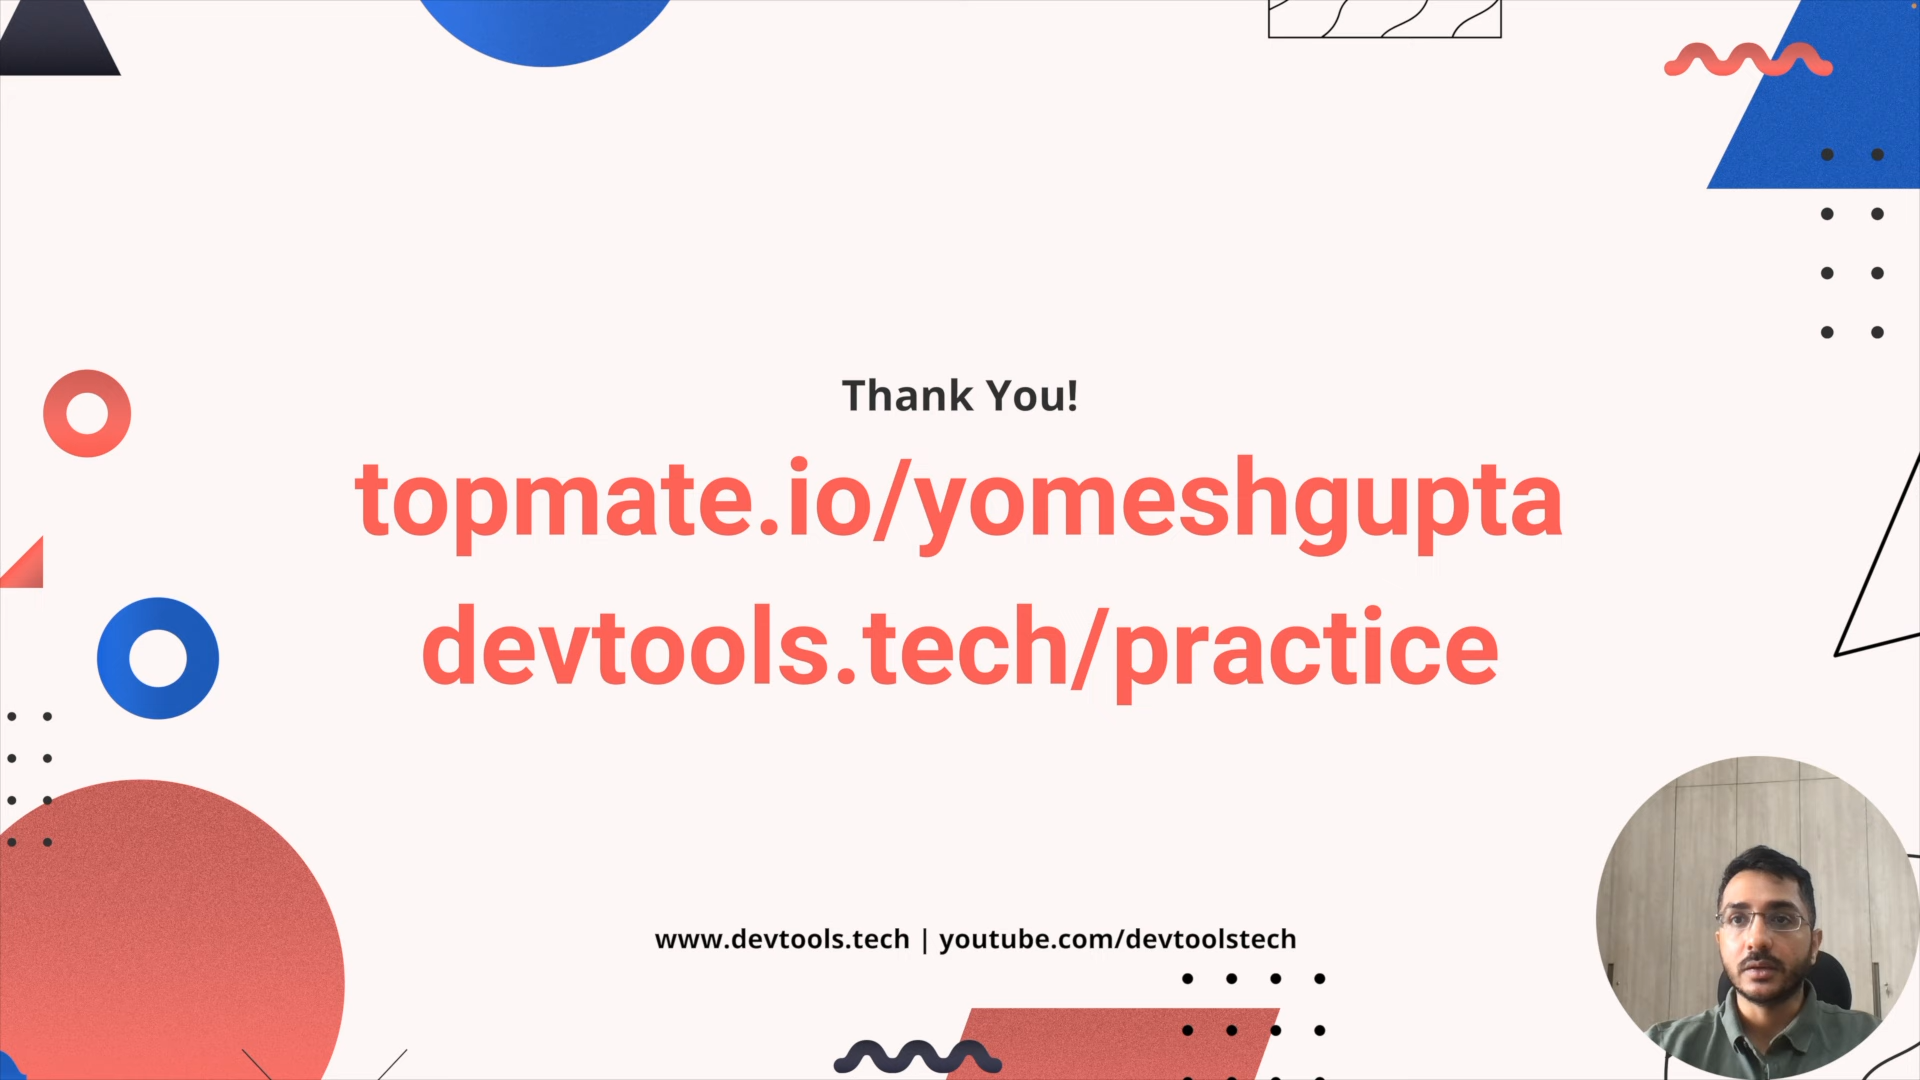 Thank You!
topmate.io/yomeshgupta
devtools.tech/practice
www.devtools.tech | youtube.com/devtoolstech